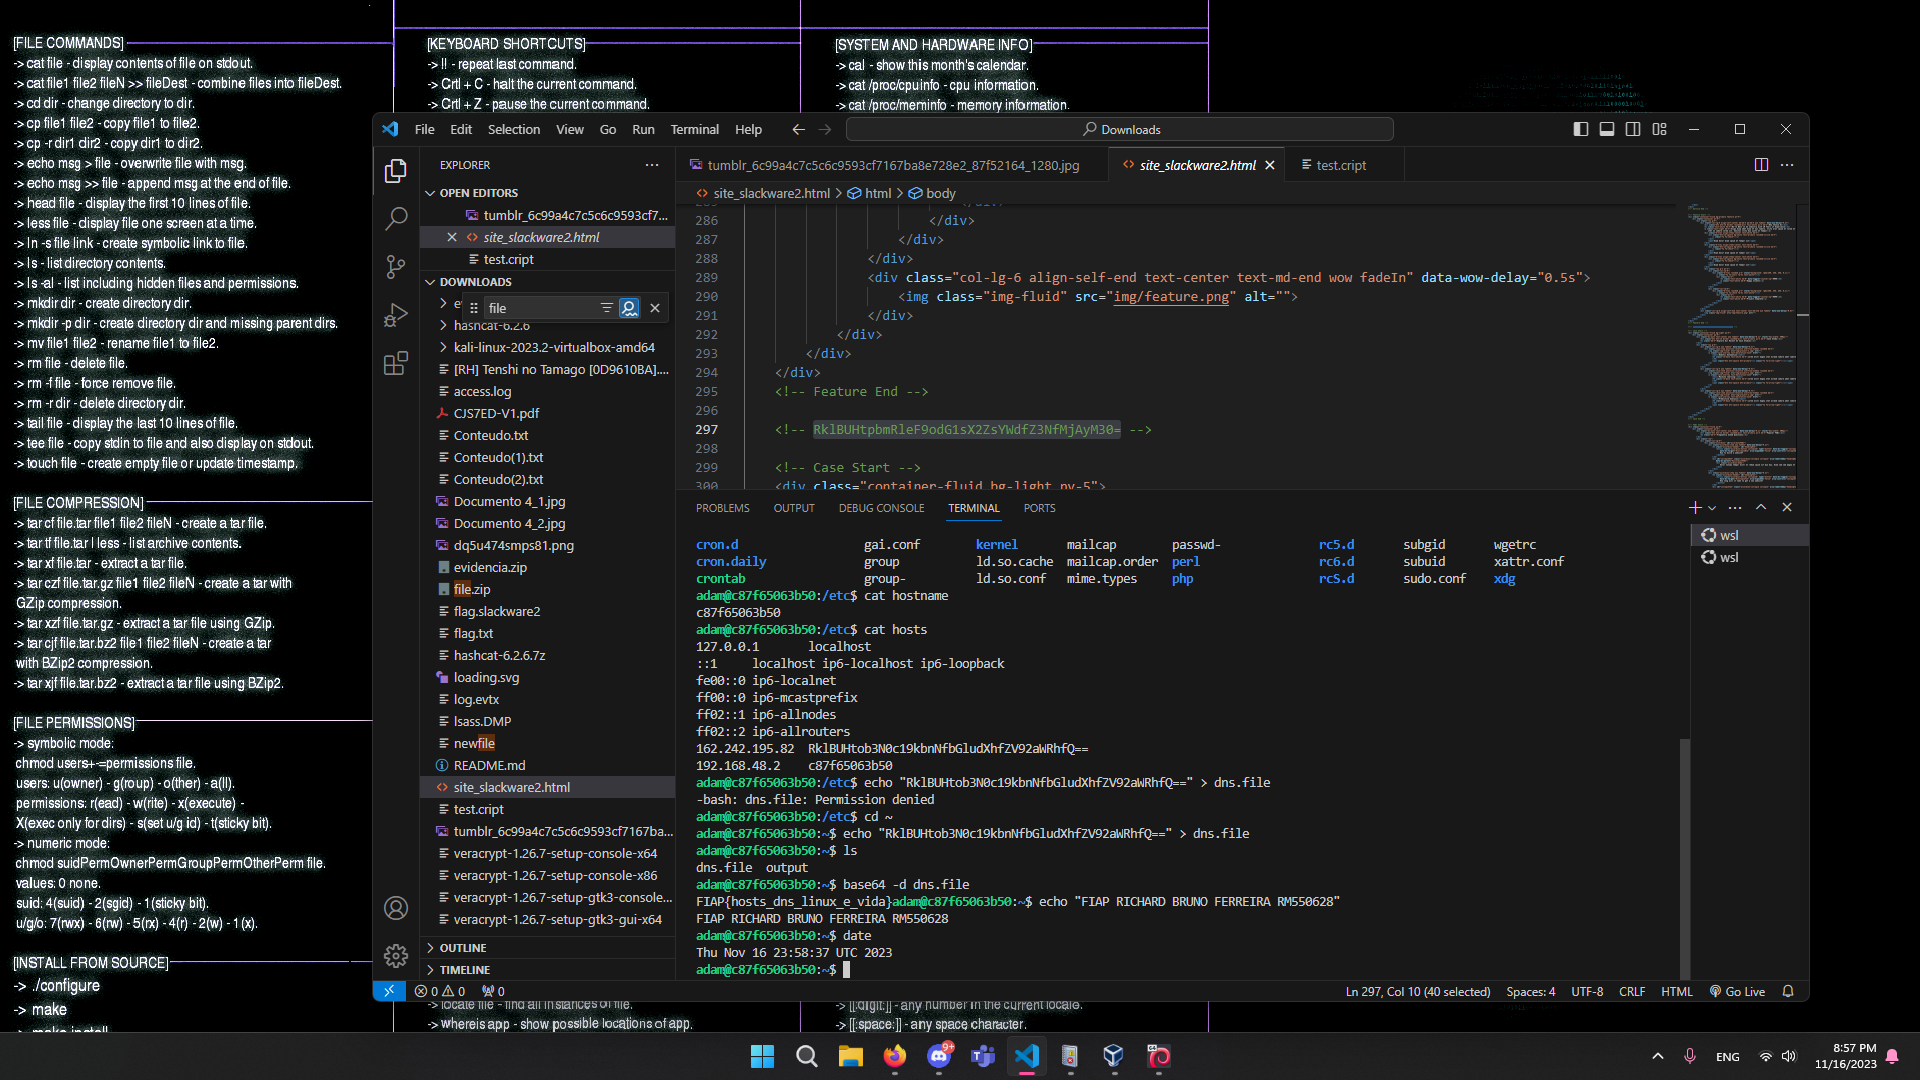 [FILE COMMANDS]
-> cat file - display contents of file on stdout.
-> cat file1 file2 fileN >> fileDest - combine files into fileDest.
-> cd dir - change directory to dir.
-> cp file1 file2 - copy file1 to file2.
-> cp -r dir1 dir2 - copy dir1 to dir2.
-> echo msg > file - overwrite file with msg.
-> echo msg >> file - append msg at the end of file.
-> head file - display the first 10 lines of file.
-> less file - display file one screen at a time.
-> ln -s file link - create symbolic link to file.
-> ls - list directory contents.
-> ls -al - list including hidden files and permissions.
-> mkdir dir - create directory dir.
-> mkdir -p dir - create directory dir and missing parent dirs.
-> mv file1 file2 - rename file1 to file2.
-> rm file - delete file.
-> rm -f file - force remove file.
-> rm -r dir - delete directory dir.
-> tail file - display the last 10 lines of file.
-> tee file - copy stdin to file and also display on stdout.
-> touch file - create empty file or update timestamp.
[FILE COMPRESSION]
-> tar cf file.tar file1 file2 fileN - create a tar file.
-> tar tf file.tar | less - list archive contents.
-> tar xf file.tar - extract a tar file.
-> tar czf file.tar.gz file1 file2 fileN - create a tar with
GZip compression.
-> tar xzf file.tar.gz - extract a tar file using GZip.
-> tar cjf file.tar.bz2 file1 file2 fileN - create a tar
with BZip2 compression.
-> tar xjf file.tar.bz2 - extract a tar file using BZip2.
[FILE PERMISSIONS]
-> symbolic mode:
chmod users+-=permissions file.
users: u(owner) - g(roup) - o(ther) - a(ll).
permissions: r(ead) - w(rite) - x(execute) -
X(exec only for dirs) - s(set u/g id) - t(sticky bit).
-> numeric mode:
chmod suidPermOwnerPermGroupPermOtherPerm file.
values: 0 none.
suid: 4(suid) - 2(sgid) - 1(sticky bit).
u/g/o: 7(rwx) - 6(rw) - 5(rx) - 4(r) - 2(w) - 1(x).
[INSTALL FROM SOURCE]
-> ./configure
-> make
-> make install
[KEYBOARD SHORTCUTS]
-> !! - repeat last command.
-> Crtl + C - halt the current command.
-> Crtl + Z - pause the current command.
[SYSTEM AND HARDWARE INFO]
-> cal - show this month's calendar.
-> cat /proc/cpuinfo - cpu information.
-> cat /proc/meminfo - memory information.
File Edit Selection View Go Run Terminal Help
Downloads
EXPLORER
OPEN EDITORS
tumblr_6c99a4c7c5c6c9593cf7...
site_slackware2.html
test.cript
DOWNLOADS
file
hashcat-6.2.6
kali-linux-2023.2-virtualbox-amd64
[RH] Tenshi no Tamago [0D9610BA]....
access.log
CJS7ED-V1.pdf
Conteudo.txt
Conteudo(1).txt
Conteudo(2).txt
Documento 4_1.jpg
Documento 4_2.jpg
dq5u474smps81.png
evidencia.zip
file.zip
flag.slackware2
flag.txt
hashcat-6.2.6.7z
loading.svg
log.evtx
lsass.DMP
newfile
README.md
site_slackware2.html
test.cript
tumblr_6c99a4c7c5c6c9593cf7167ba...
veracrypt-1.26.7-setup-console-x64
veracrypt-1.26.7-setup-console-x86
veracrypt-1.26.7-setup-gtk3-console...
veracrypt-1.26.7-setup-gtk3-gui-x64
OUTLINE
TIMELINE
tumblr_6c99a4c7c5c6c9593cf7167ba8e728e2_87f52164_1280.jpg site_slackware2.html test.cript
site_slackware2.html > html > body
286 </div>
287 </div>
288 </div>
289 <div class="col-lg-6 align-self-end text-center text-md-end wow fadeIn" data-wow-delay="0.5s">
290 <img class="img-fluid" src="img/feature.png" alt="">
291 </div>
292 </div>
293 </div>
294 </div>
295 <!-- Feature End -->
296
297 <!-- RklBUHtpbmRleF9odG1sX2ZsYWdfZ3NfMjAyM30= -->
298
299 <!-- Case Start -->
300 <div class="container-fluid bg-light py-5">
PROBLEMS OUTPUT DEBUG CONSOLE TERMINAL PORTS
wsl
wsl
cron.d gai.conf kernel mailcap passwd- rc5.d subgid wgetrc
cron.daily group ld.so.cache mailcap.order perl rc6.d subuid xattr.conf
crontab group- ld.so.conf mime.types php rcS.d sudo.conf xdg
adam@c87f65063b50:/etc$ cat hostname
c87f65063b50
adam@c87f65063b50:/etc$ cat hosts
127.0.0.1 localhost
::1 localhost ip6-localhost ip6-loopback
fe00::0 ip6-localnet
ff00::0 ip6-mcastprefix
ff02::1 ip6-allnodes
ff02::2 ip6-allrouters
162.242.195.82 RklBUHtob3N0c19kbnNfbGludXhfZV92aWRhfQ==
192.168.48.2 c87f65063b50
adam@c87f65063b50:/etc$ echo "RklBUHtob3N0c19kbnNfbGludXhfZV92aWRhfQ==" > dns.file
-bash: dns.file: Permission denied
adam@c87f65063b50:/etc$ cd ~
adam@c87f65063b50:~$ echo "RklBUHtob3N0c19kbnNfbGludXhfZV92aWRhfQ==" > dns.file
adam@c87f65063b50:~$ ls
dns.file output
adam@c87f65063b50:~$ base64 -d dns.file
FIAP{hosts_dns_linux_e_vida}adam@c87f65063b50:~$ echo "FIAP RICHARD BRUNO FERREIRA RM550628"
FIAP RICHARD BRUNO FERREIRA RM550628
adam@c87f65063b50:~$ date
Thu Nov 16 23:58:37 UTC 2023
adam@c87f65063b50:~$
0 0 0
Ln 297, Col 10 (40 selected) Spaces: 4 UTF-8 CRLF HTML Go Live
-> locate file - find all instances of file.
-> whereis app - show possible locations of app.
-> [[:digit:]] - any number in the current locale.
-> [[:space:]] - any space character.
9+
ENG
8:57 PM
11/16/2023